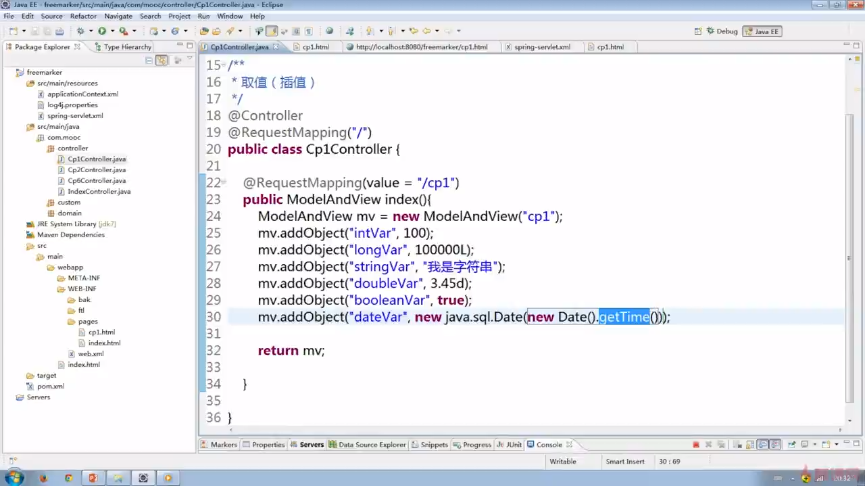 Java EE - freemarker/src/main/java/com/mooc/controller/Cp1Controller.java - Eclipse
File Edit Source Refactor Navigate Search Project Run Window Help
Debug Java EE
Package Explorer Type Hierarchy
Cp1Controller.java cp1.html http://localhost:8080/freemarker/cp1.html spring-servlet.xml cp1.html
freemarker
src/main/resources
applicationContext.xml
log4j.properties
spring-servlet.xml
src/main/java
com.mooc
controller
Cp1Controller.java
Cp2Controller.java
Cp6Controller.java
IndexController.java
custom
domain
JRE System Library [jdk7]
Maven Dependencies
src
main
webapp
META-INF
WEB-INF
bak
ftl
pages
cp1.html
index.html
web.xml
index.html
target
pom.xml
Servers
15 /**
16 * 取值（插值）
17 */
18 @Controller
19 @RequestMapping("/")
20 public class Cp1Controller {
21
22 @RequestMapping(value = "/cp1")
23 public ModelAndView index(){
24 ModelAndView mv = new ModelAndView("cp1");
25 mv.addObject("intVar", 100);
26 mv.addObject("longVar", 100000L);
27 mv.addObject("stringVar", "我是字符串");
28 mv.addObject("doubleVar", 3.45d);
29 mv.addObject("booleanVar", true);
30 mv.addObject("dateVar", new java.sql.Date(new Date().getTime()));
31
32 return mv;
33
34 }
35
36 }
Markers Properties Servers Data Source Explorer Snippets Progress JUnit Console
Writable Smart Insert 30 : 69